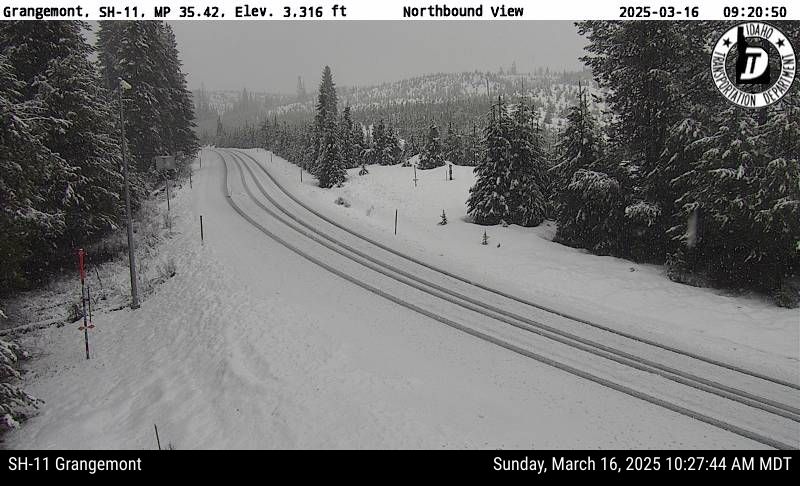 Grangemont, SH-11, MP 35.42, Elev. 3,316 ft Northbound View 2025-03-16 09:20:50
IDAHO
TRANSPORTATION DEPARTMENT
SH-11 Grangemont Sunday, March 16, 2025 10:27:44 AM MDT